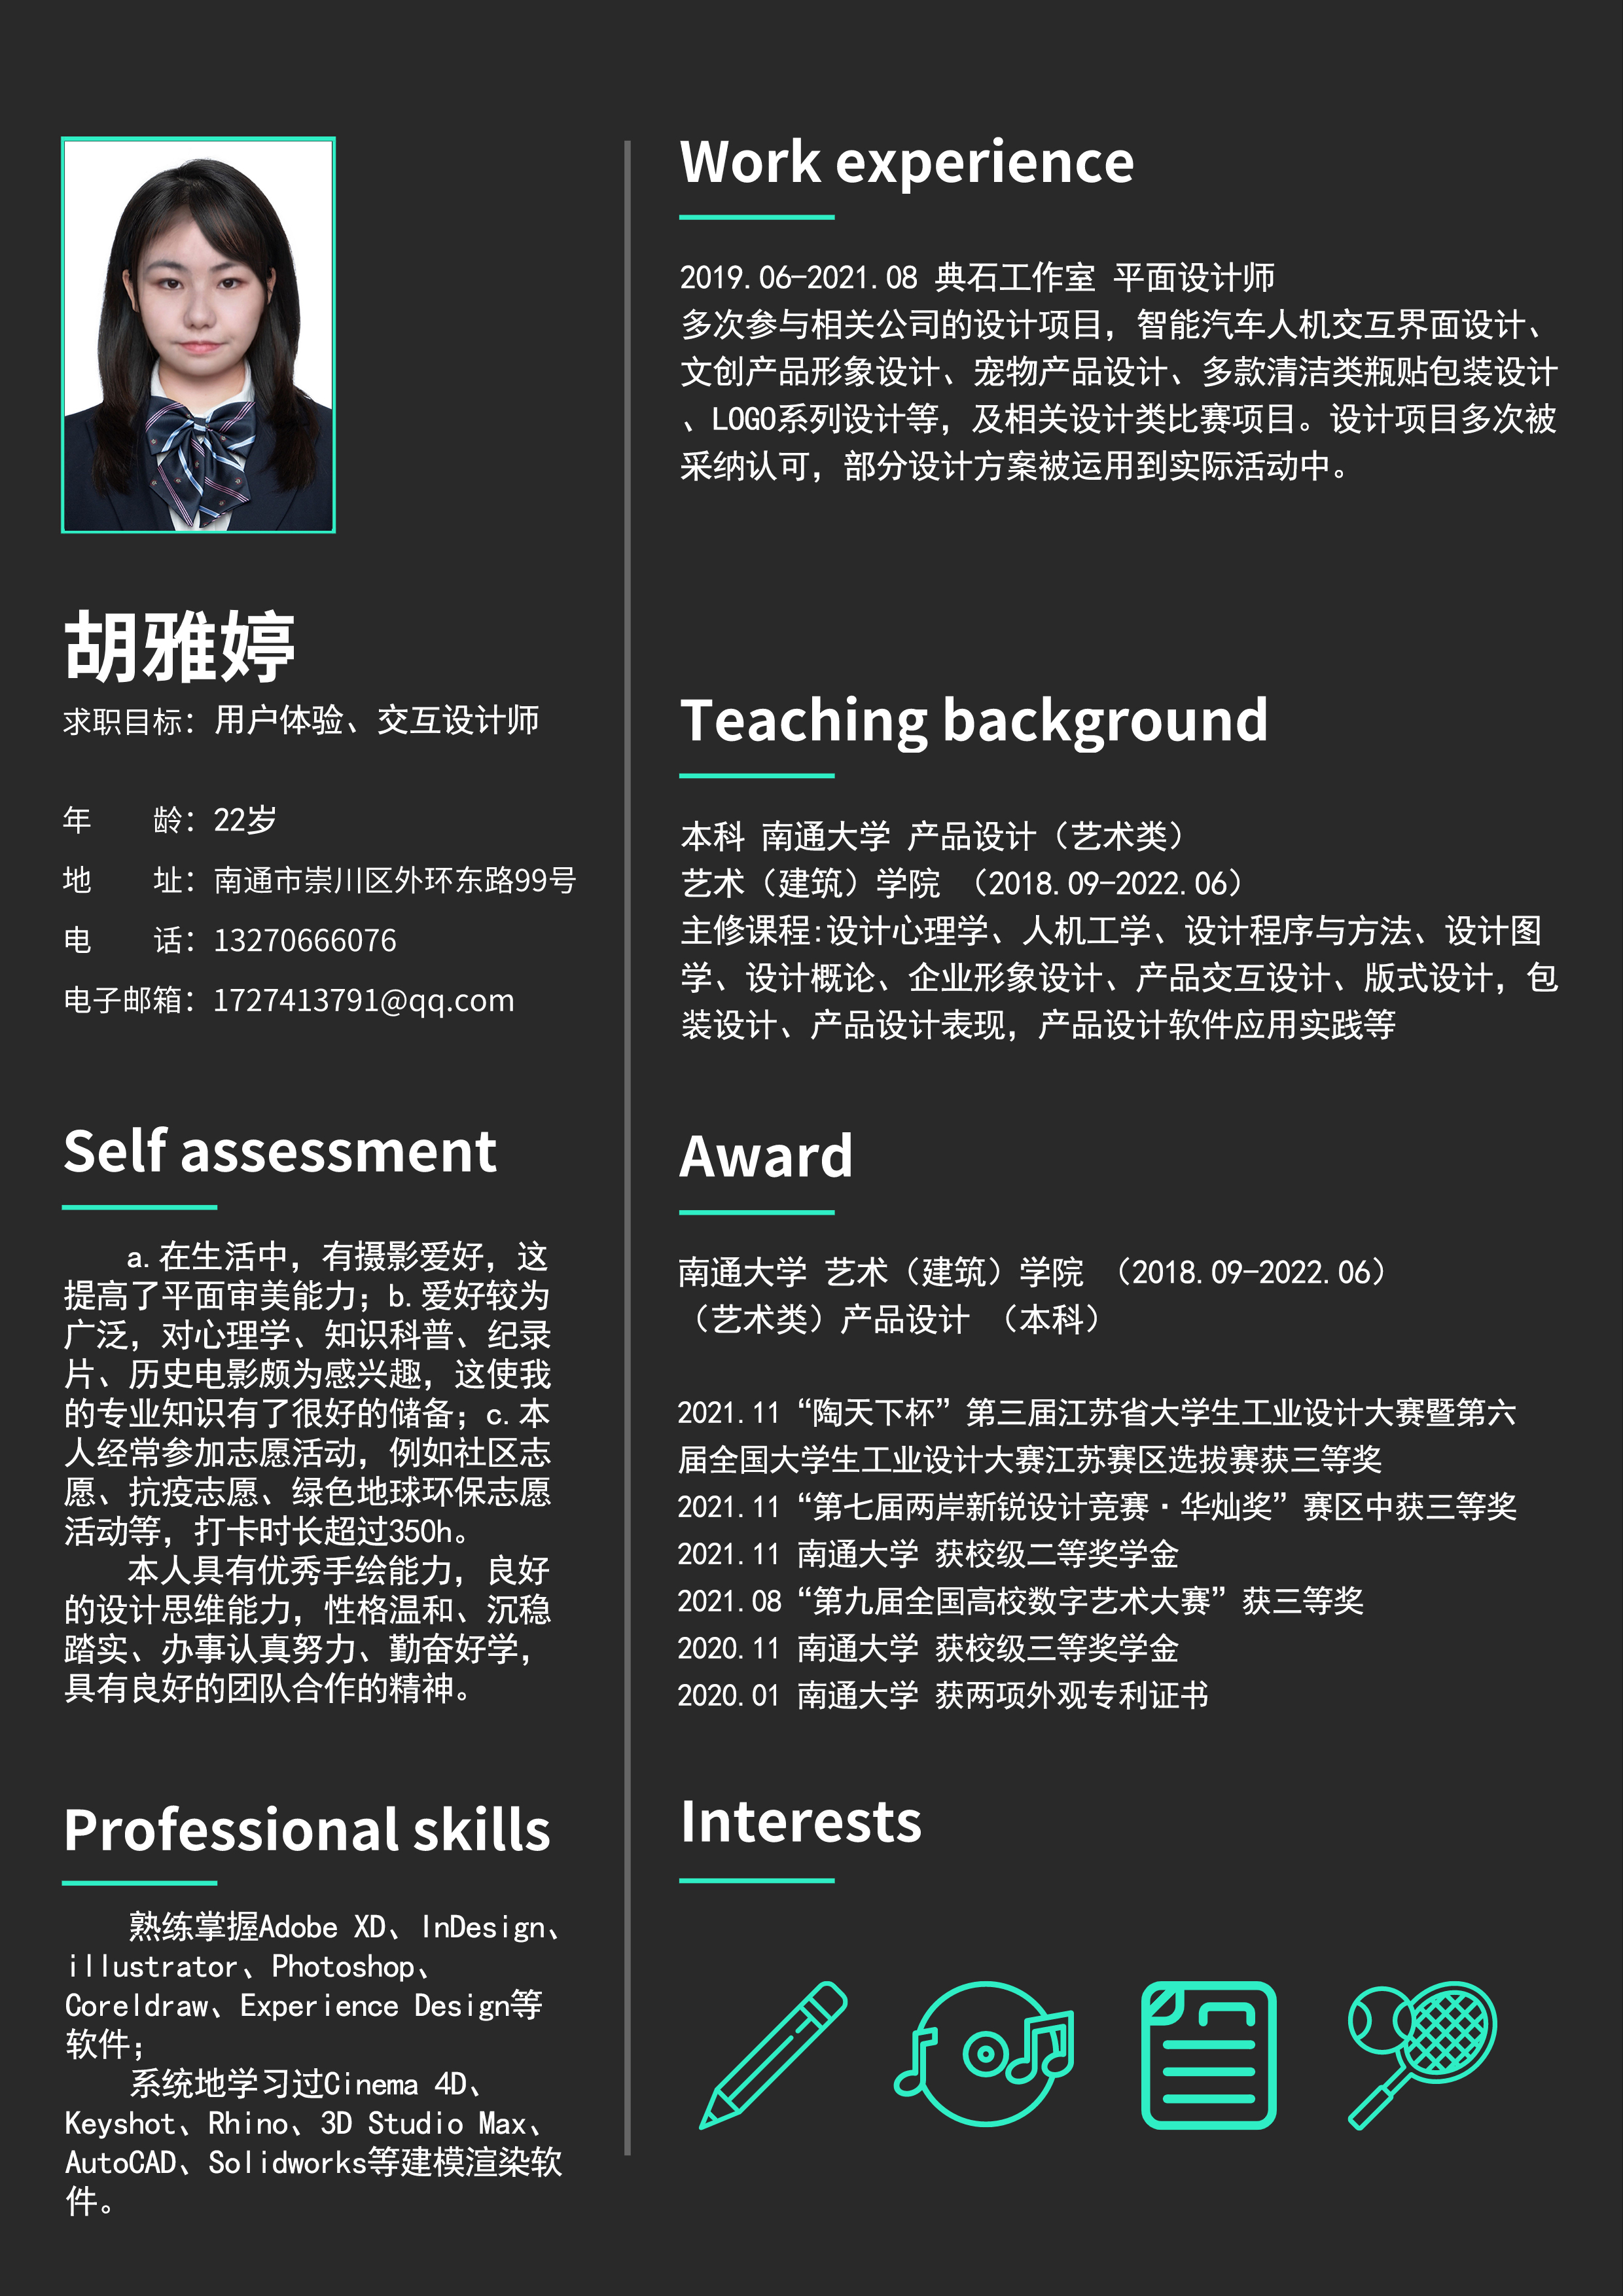 胡雅婷
求职目标：用户体验、交互设计师
年 龄：22岁
地 址：南通市崇川区外环东路99号
电 话：13270666076
电子邮箱：1727413791@qq.com
Self assessment
a.在生活中，有摄影爱好，这
提高了平面审美能力；b.爱好较为
广泛，对心理学、知识科普、纪录
片、历史电影颇为感兴趣，这使我
的专业知识有了很好的储备；c.本
人经常参加志愿活动，例如社区志
愿、抗疫志愿、绿色地球环保志愿
活动等，打卡时长超过350h。
本人具有优秀手绘能力，良好
的设计思维能力，性格温和、沉稳
踏实、办事认真努力、勤奋好学，
具有良好的团队合作的精神。
Professional skills
熟练掌握Adobe XD、InDesign、
illustrator、Photoshop、
Coreldraw、Experience Design等
软件；
系统地学习过Cinema 4D、
Keyshot、Rhino、3D Studio Max、
AutoCAD、Solidworks等建模渲染软
件。
Work experience
2019.06-2021.08 典石工作室 平面设计师
多次参与相关公司的设计项目，智能汽车人机交互界面设计、
文创产品形象设计、宠物产品设计、多款清洁类瓶贴包装设计
、LOGO系列设计等，及相关设计类比赛项目。设计项目多次被
采纳认可，部分设计方案被运用到实际活动中。
Teaching background
本科 南通大学 产品设计（艺术类）
艺术（建筑）学院 （2018.09-2022.06）
主修课程:设计心理学、人机工学、设计程序与方法、设计图
学、设计概论、企业形象设计、产品交互设计、版式设计，包
装设计、产品设计表现，产品设计软件应用实践等
Award
南通大学 艺术（建筑）学院 （2018.09-2022.06）
（艺术类）产品设计 （本科）
2021.11 “陶天下杯”第三届江苏省大学生工业设计大赛暨第六
届全国大学生工业设计大赛江苏赛区选拔赛获三等奖
2021.11 “第七届两岸新锐设计竞赛·华灿奖”赛区中获三等奖
2021.11 南通大学 获校级二等奖学金
2021.08 “第九届全国高校数字艺术大赛”获三等奖
2020.11 南通大学 获校级三等奖学金
2020.01 南通大学 获两项外观专利证书
Interests